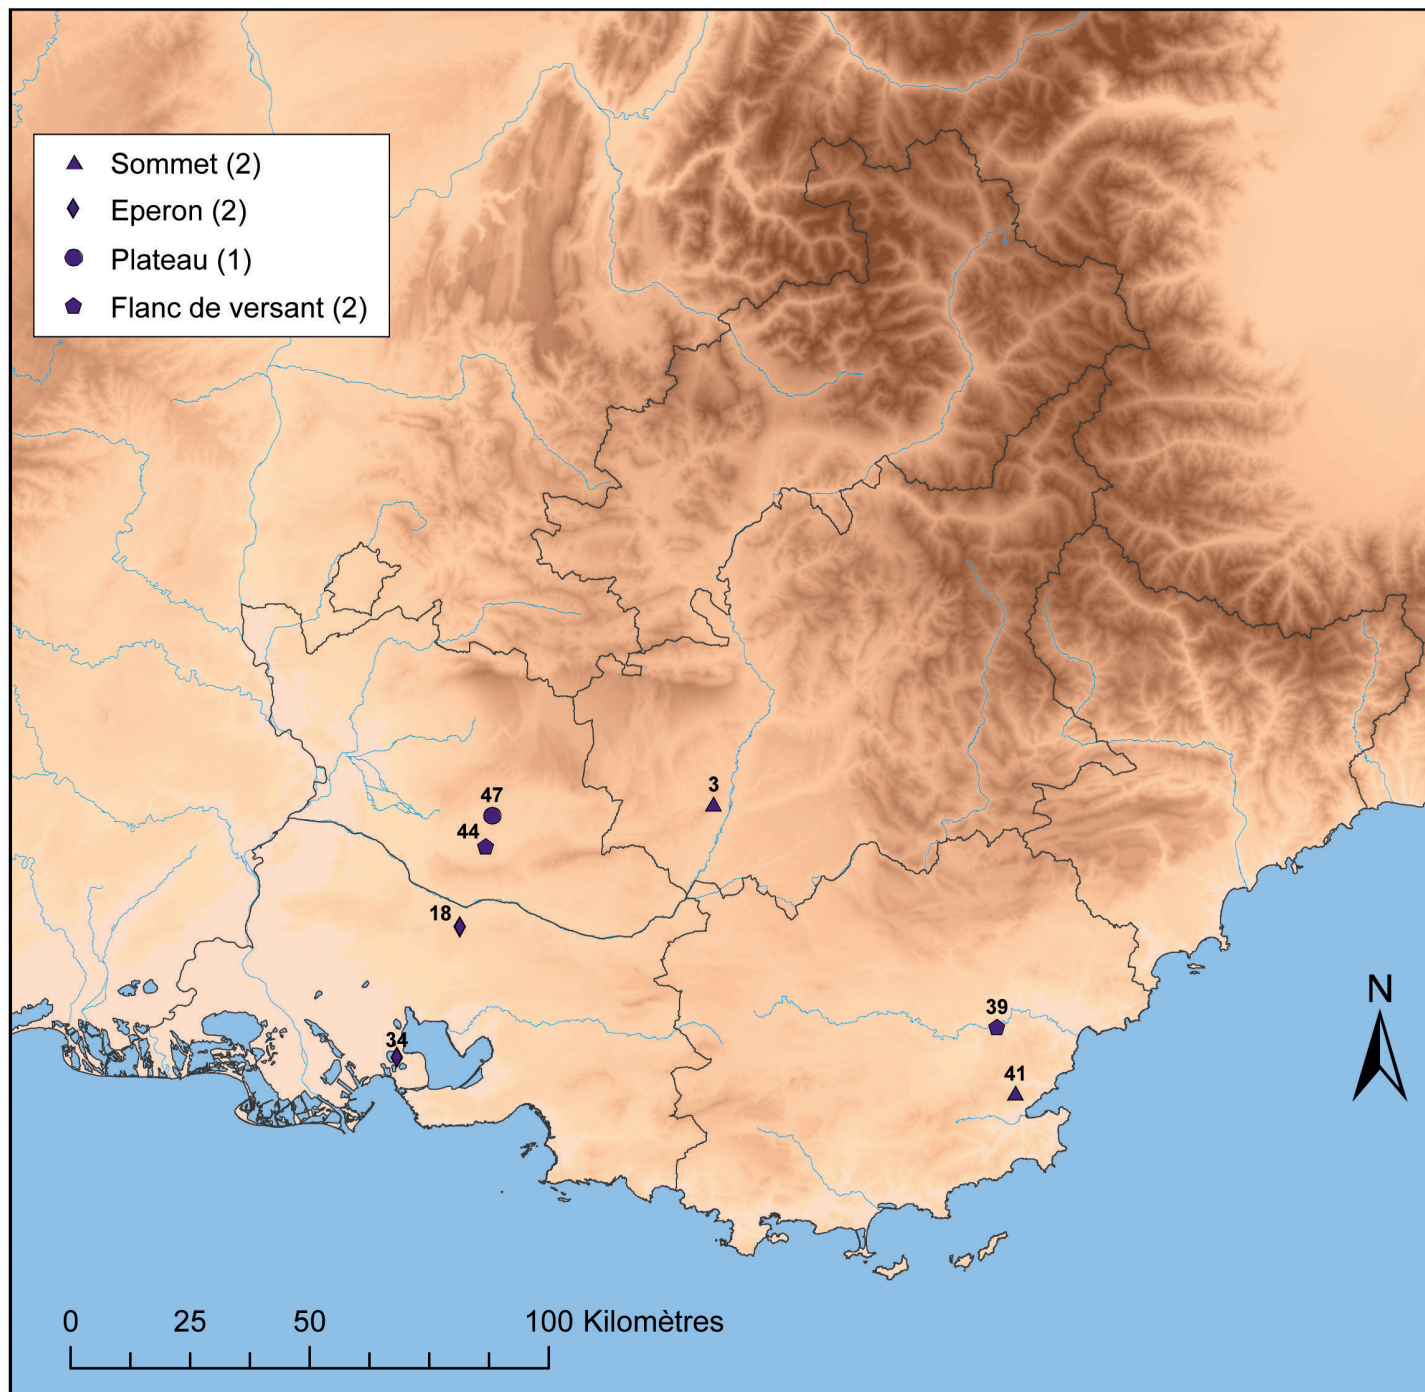 Sommet (2)
Eperon (2)
Plateau (1)
Flanc de versant (2)
3
47
44
18
39
34
41
N
0 25 50 100 Kilomètres